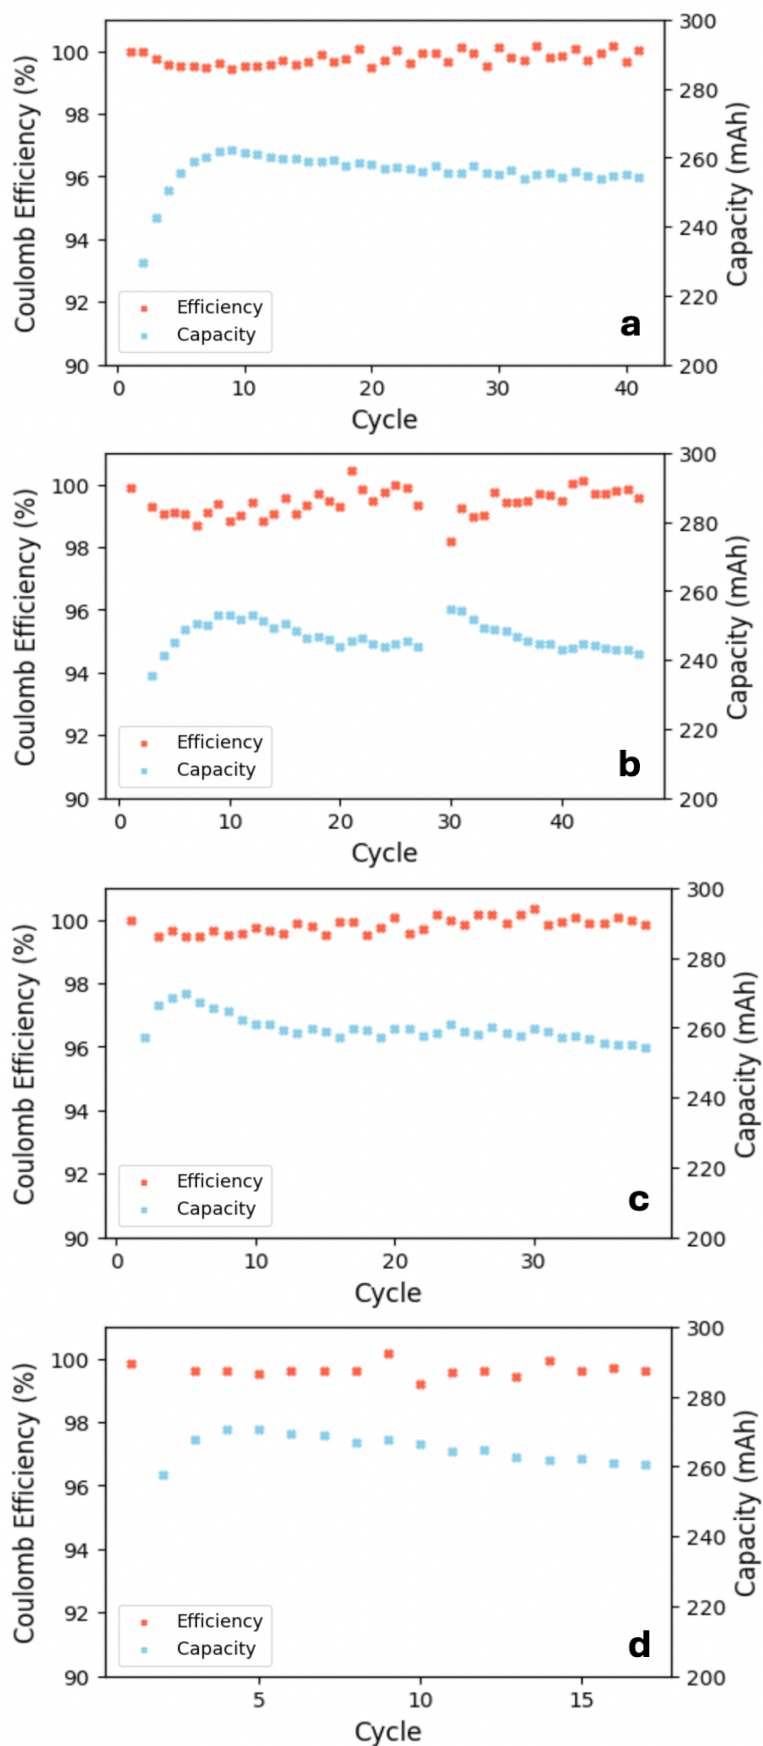 100
98
96
94
92
90
Coulomb Efficiency (%)
300
280
260
240
220
200
Capacity (mAh)
Efficiency
Capacity
a
0 10 20 30 40
Cycle
100
98
96
94
92
90
Coulomb Efficiency (%)
300
280
260
240
220
200
Capacity (mAh)
Efficiency
Capacity
b
0 10 20 30 40
Cycle
100
98
96
94
92
90
Coulomb Efficiency (%)
300
280
260
240
220
200
Capacity (mAh)
Efficiency
Capacity
c
0 10 20 30
Cycle
100
98
96
94
92
90
Coulomb Efficiency (%)
300
280
260
240
220
200
Capacity (mAh)
Efficiency
Capacity
d
5 10 15
Cycle